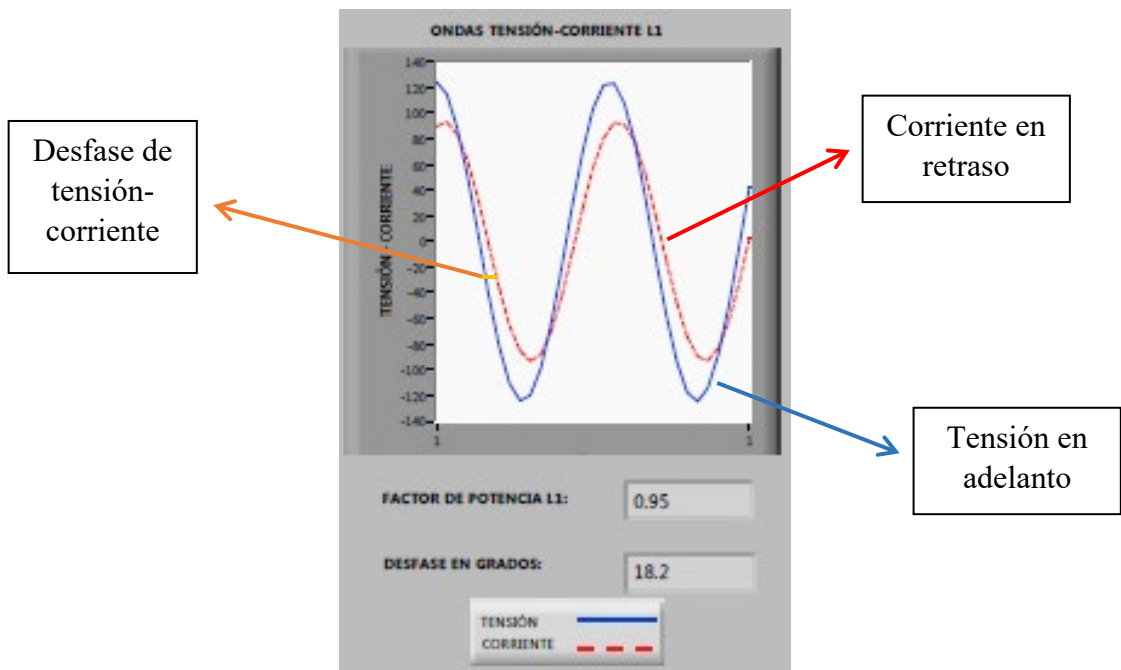 ONDAS TENSIÓN-CORRIENTE L1
TENSIÓN - CORRIENTE
140
120
100
80
60
40
20
0
-20
-40
-60
-80
-100
-120
-140
1
1
Desfase de
tensión-
corriente
Corriente en
retraso
Tensión en
adelanto
FACTOR DE POTENCIA L1:
0.95
DESFASE EN GRADOS:
18.2
TENSIÓN
CORRIENTE